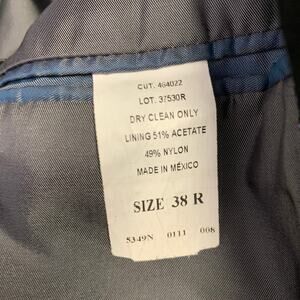 CUT. 464022
LOT. 37530R
DRY CLEAN ONLY
LINING 51% ACETATE
49% NYLON
MADE IN MÉXICO
SIZE 38 R
5349N 0111 008